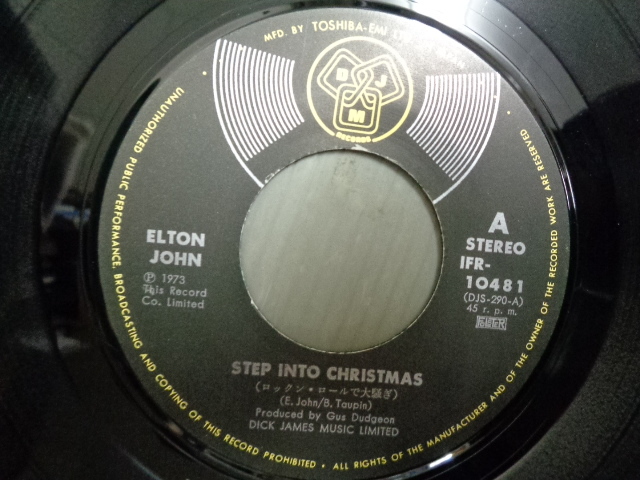 MFD. BY TOSHIBA-EMI LTD. IN JAPAN
D J
M
RECORDS
ELTON
JOHN
Ⓟ 1973
This Record
Co. Limited
A
STEREO
IFR-
10481
(DJS-290-A)
45 r. p. m.
STEP INTO CHRISTMAS
(ロックン・ロールで大騒ぎ)
(E. John/B. Taupin)
Produced by Gus Dudgeon
DICK JAMES MUSIC LIMITED
UNAUTHORIZED PUBLIC PERFORMANCE BROADCASTING AND COPYING OF THIS RECORD PROHIBITED • ALL RIGHTS OF THE MANUFACTURER AND OF THE OWNER OF THE RECORDED WORK ARE RESERVED